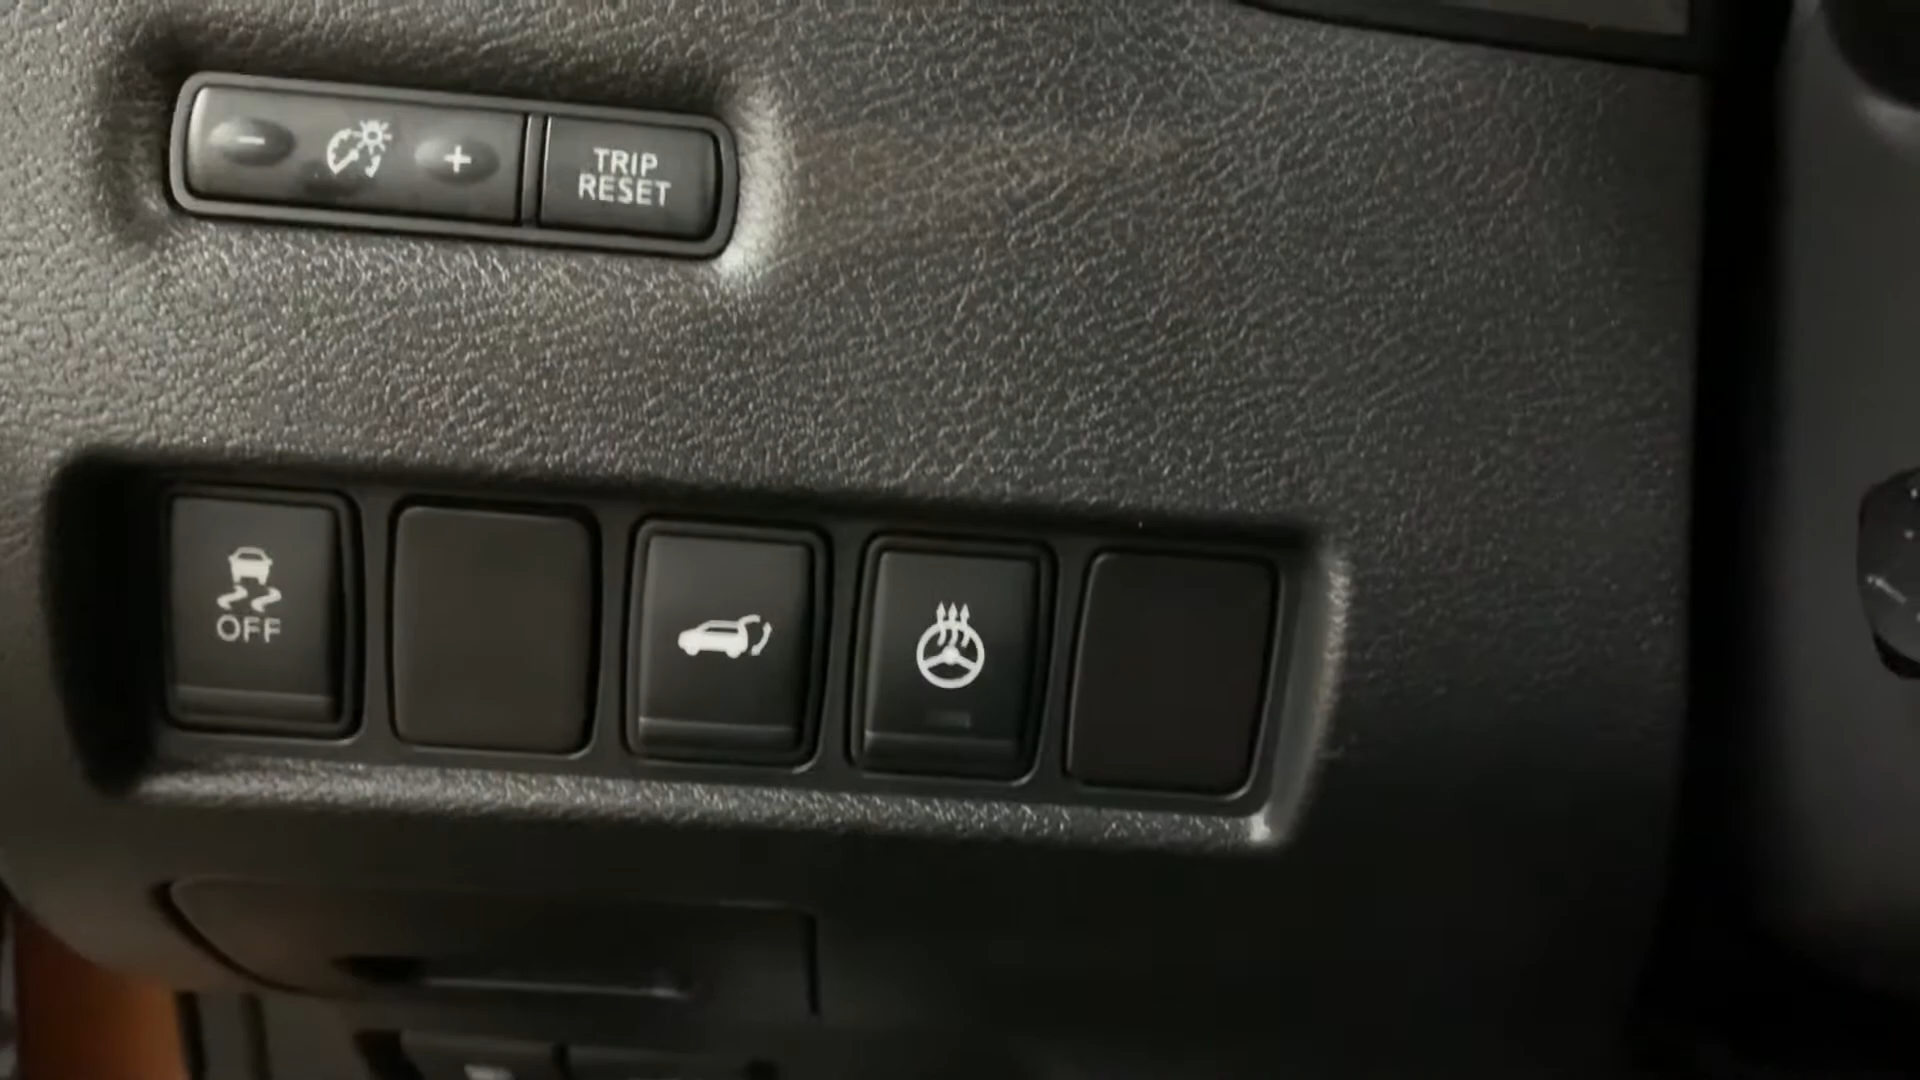 - +
TRIP
RESET
OFF